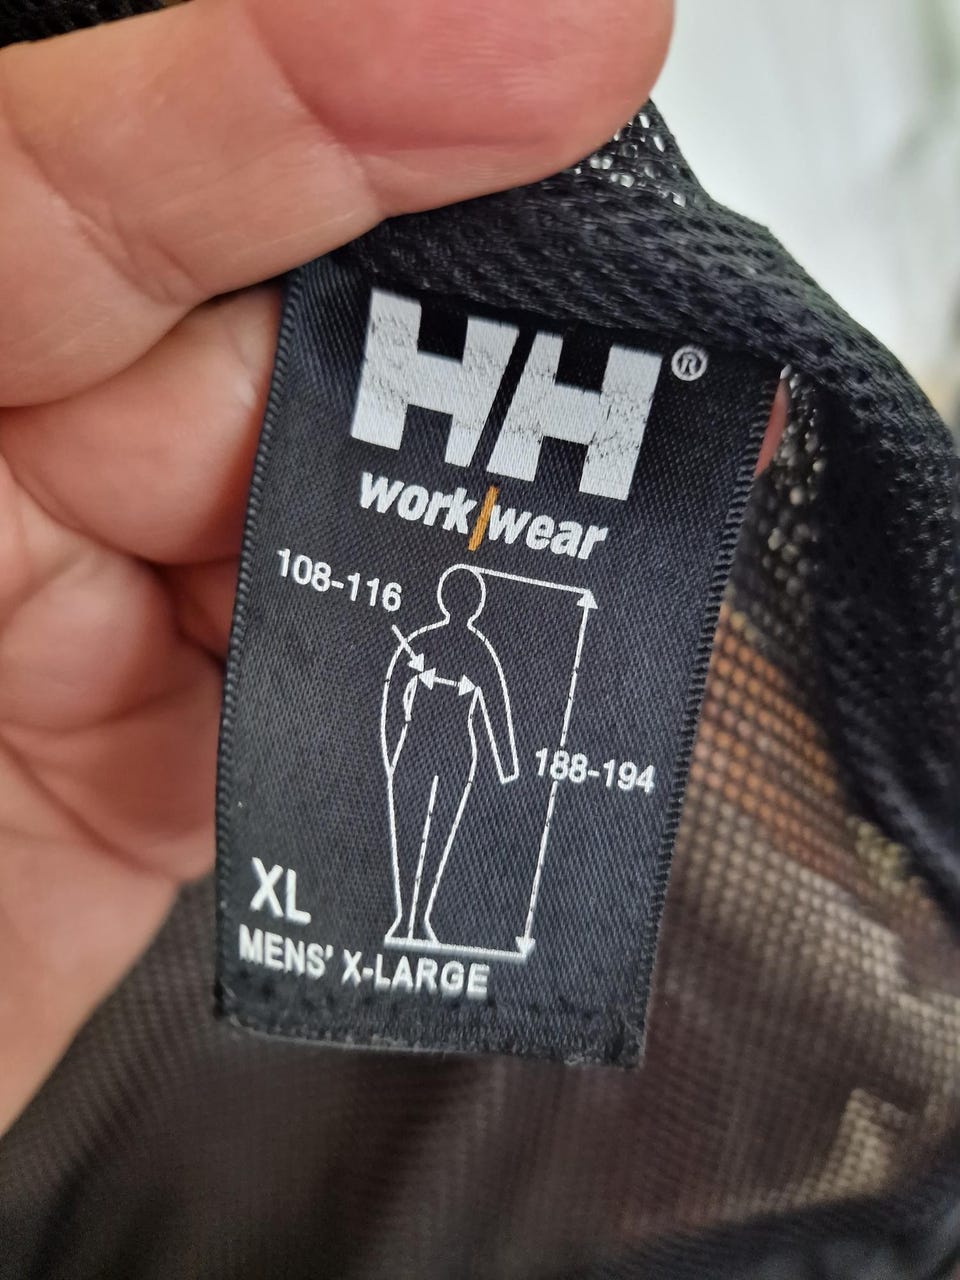 HH®
work/wear
108-116
188-194
XL
MENS' X-LARGE